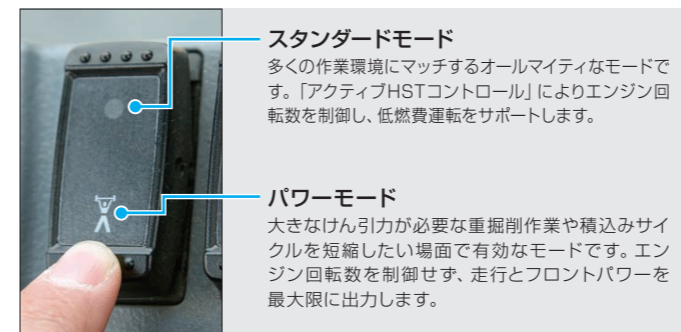 スタンダードモード
多くの作業環境にマッチするオールマイティなモードで
す。「アクティブHSTコントロール」によりエンジン回
転数を制御し、低燃費運転をサポートします。
パワーモード
大きなけん引力が必要な重掘削作業や積込みサイ
クルを短縮したい場面で有効なモードです。エン
ジン回転数を制御せず、走行とフロントパワーを
最大限に出力します。